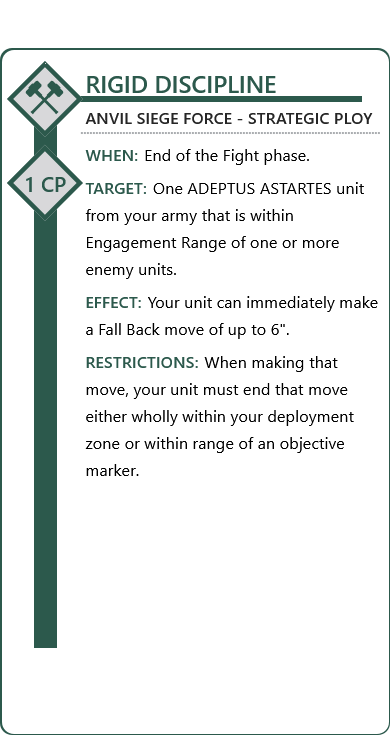 RIGID DISCIPLINE
ANVIL SIEGE FORCE - STRATEGIC PLOY
1 CP
WHEN: End of the Fight phase.
TARGET: One ADEPTUS ASTARTES unit
from your army that is within
Engagement Range of one or more
enemy units.
EFFECT: Your unit can immediately make
a Fall Back move of up to 6".
RESTRICTIONS: When making that
move, your unit must end that move
either wholly within your deployment
zone or within range of an objective
marker.